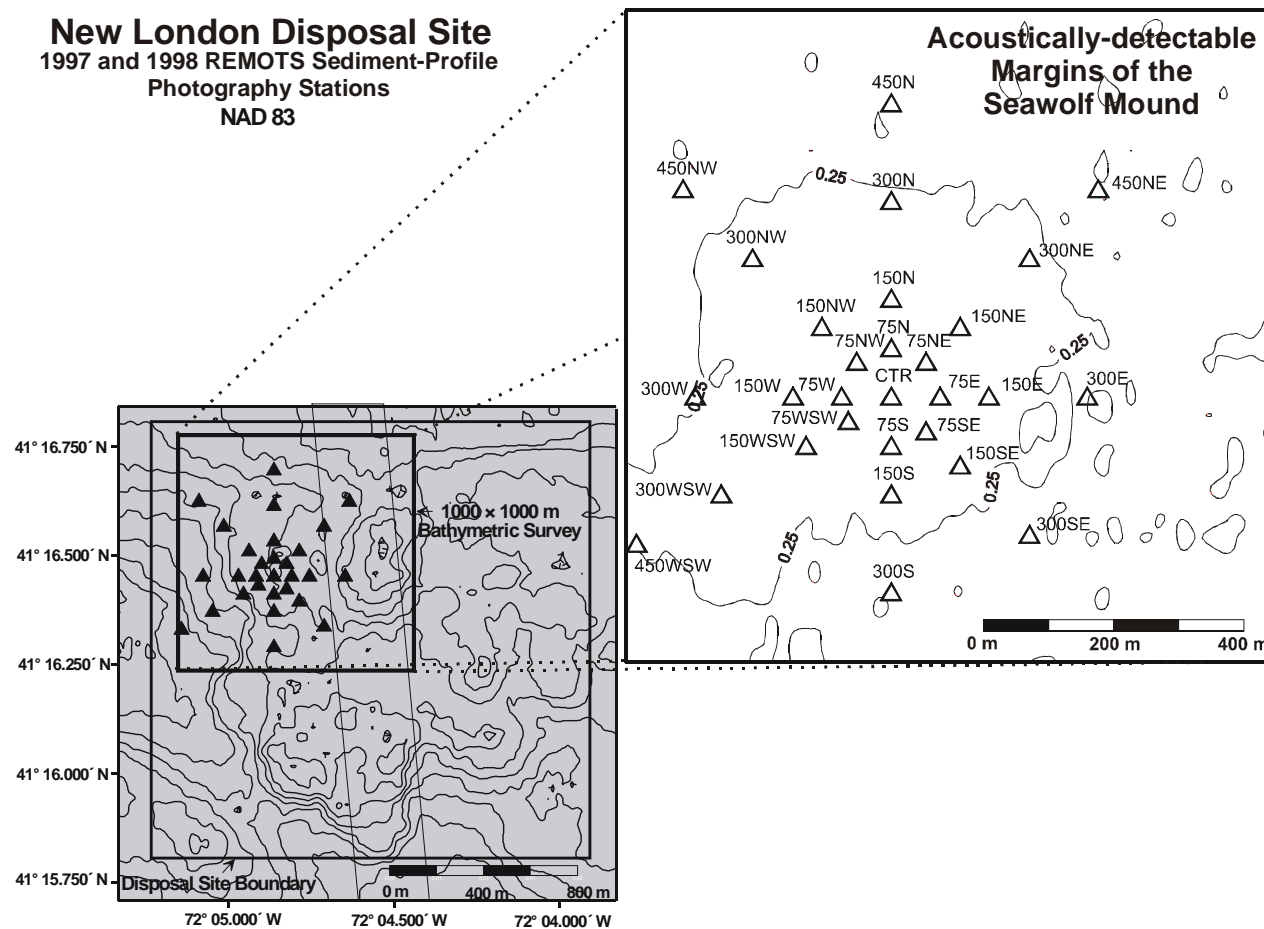 New London Disposal Site
1997 and 1998 REMOTS Sediment-Profile
Photography Stations
NAD 83
Acoustically-detectable
Margins of the
Seawolf Mound
450N
450NW
0.25
300N
450NE
300NW
300NE
150N
150NW
150NE
75N
75NW
75NE
0.25
CTR
300W
0.25
150W
75W
75E
150E
300E
75WSW
75S
75SE
150WSW
150SE
150S
300WSW
0.25
300SE
0.25
450WSW
300S
0 m
200 m
400 m
41° 16.750´ N
1000 × 1000 m
Bathymetric Survey
41° 16.500´ N
41° 16.250´ N
41° 16.000´ N
41° 15.750´ N
Disposal Site Boundary
0 m
400 m
800 m
72° 05.000´ W
72° 04.500´ W
72° 04.000´ W